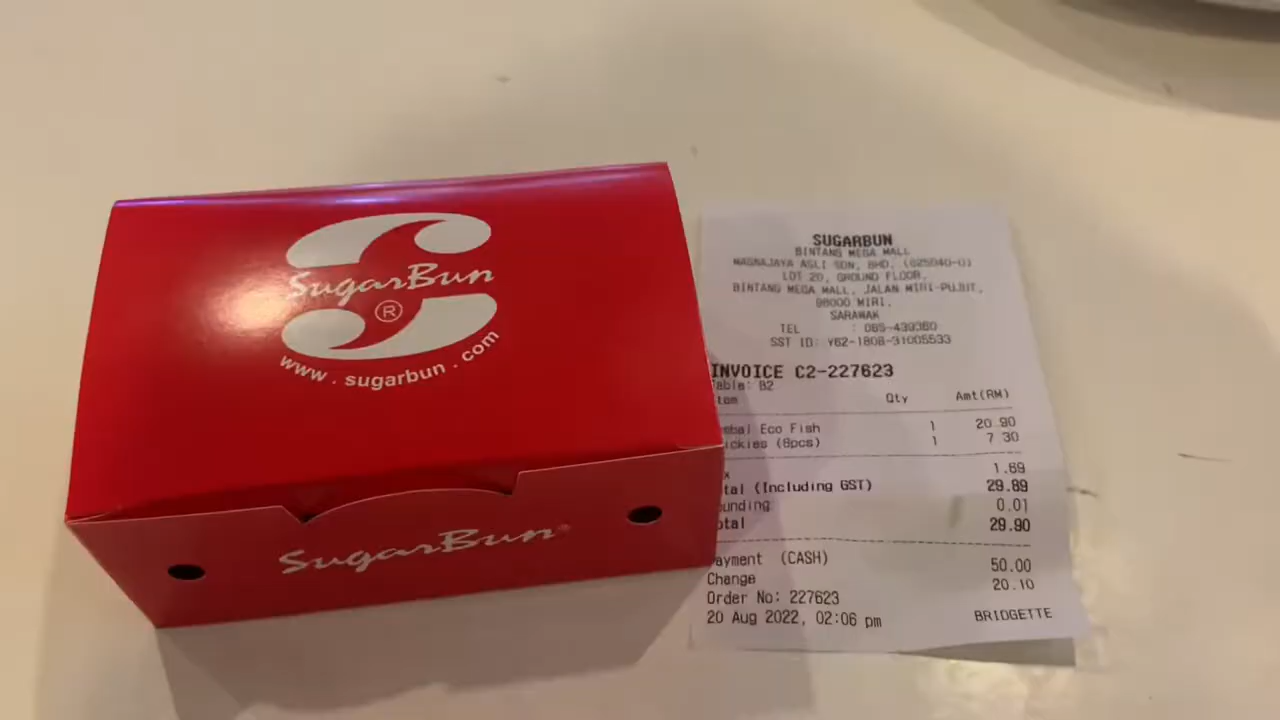 SugarBun
®
www.sugarbun.com
SugarBun
SUGARBUN
BINTANG MEGA MALL
MAGNAJAYA ASLI SDN. BHD. (625940-U)
LOT 20, GROUND FLOOR,
BINTANG MEGA MALL, JALAN MIRI-PUJUT,
98000 MIRI,
SARAWAK
TEL : 085-439360
SST ID: Y62-1808-31005533
INVOICE C2-227623
Table: B2
Qty Amt(RM)
Eco Fish 1 20.90
(8pcs) 1 7.30
1.69
(Including GST) 29.89
0.01
29.90
(CASH) 50.00
Change 20.10
Order No: 227623
20 Aug 2022, 02:06 pm BRIDGETTE